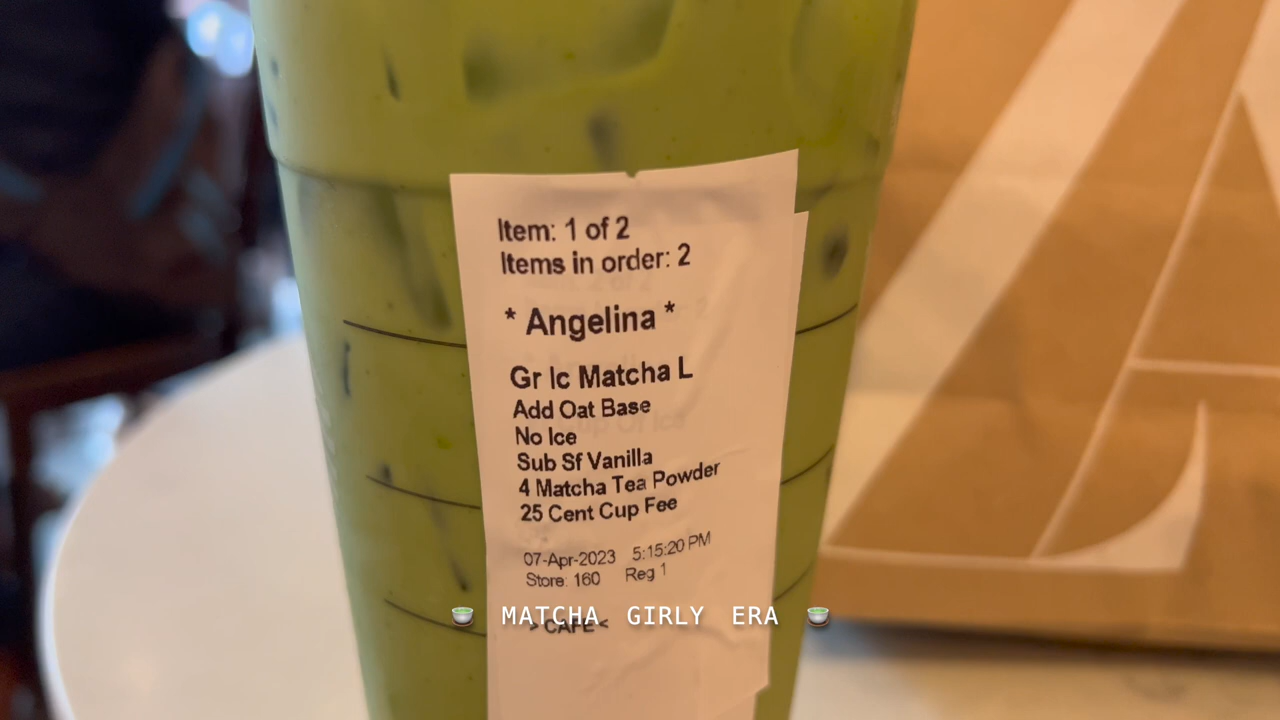 Item: 1 of 2
Items in order: 2
* Angelina *
Gr Ic Matcha L
Add Oat Base
No Ice
Sub Sf Vanilla
4 Matcha Tea Powder
25 Cent Cup Fee
07-Apr-2023 5:15:20 PM
Store: 160 Reg 1
🍵 MATCHA GIRLY ERA 🍵
> CAFE <